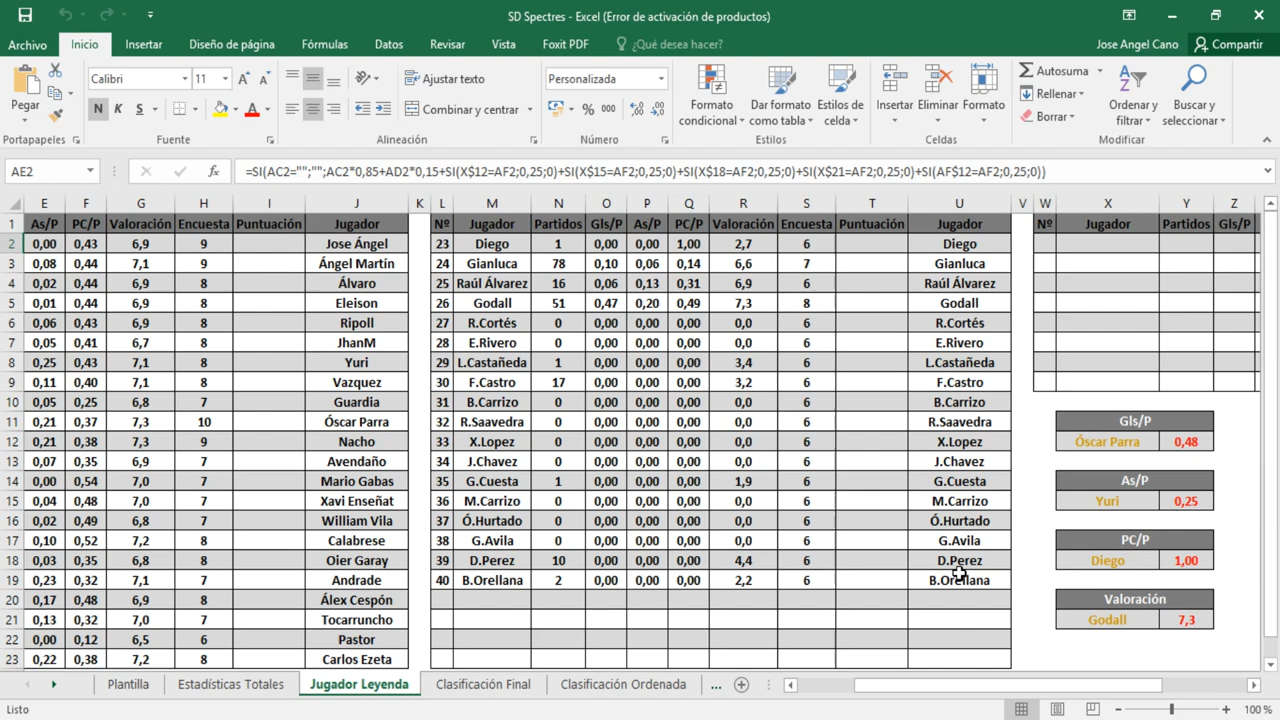 SD Spectres - Excel (Error de activación de productos)
Archivo Inicio Insertar Diseño de página Fórmulas Datos Revisar Vista Foxit PDF ¿Qué desea hacer? Jose Angel Cano Compartir
Pegar Calibri 11 Ajustar texto Personalizada Formato condicional Dar formato como tabla Estilos de celda Insertar Eliminar Formato Autosuma Ordenar y filtrar Buscar y seleccionar
N K S Combinar y centrar % 000 Rellenar
Borrar
Portapapeles Fuente Alineación Número Estilos Celdas Modificar
AE2 fx =SI(AC2="";"";AC2*0,85+AD2*0,15+SI(X$12=AF2;0,25;0)+SI(X$15=AF2;0,25;0)+SI(X$18=AF2;0,25;0)+SI(X$21=AF2;0,25;0)+SI(AF$12=AF2;0,25;0))
E F G H I J K L M N O P Q R S T U V W X Y Z
1 As/P PC/P Valoración Encuesta Puntuación Jugador Nº Jugador Partidos Gls/P As/P PC/P Valoración Encuesta Puntuación Jugador Nº Jugador Partidos Gls/P
2 0,00 0,43 6,9 9 Jose Ángel 23 Diego 1 0,00 0,00 1,00 2,7 6 Diego
3 0,08 0,44 7,1 9 Ángel Martín 24 Gianluca 78 0,10 0,06 0,14 6,6 7 Gianluca
4 0,02 0,44 6,9 8 Álvaro 25 Raúl Álvarez 16 0,06 0,13 0,31 6,9 6 Raúl Álvarez
5 0,01 0,44 6,9 8 Eleison 26 Godall 51 0,47 0,20 0,49 7,3 8 Godall
6 0,06 0,43 6,9 8 Ripoll 27 R.Cortés 0 0,00 0,00 0,00 0,0 6 R.Cortés
7 0,05 0,41 6,7 8 JhanM 28 E.Rivero 0 0,00 0,00 0,00 0,0 6 E.Rivero
8 0,25 0,43 7,1 8 Yuri 29 L.Castañeda 1 0,00 0,00 0,00 3,4 6 L.Castañeda
9 0,11 0,40 7,1 8 Vazquez 30 F.Castro 17 0,00 0,00 0,00 3,2 6 F.Castro
10 0,05 0,25 6,8 7 Guardia 31 B.Carrizo 0 0,00 0,00 0,00 0,0 6 B.Carrizo
11 0,21 0,37 7,3 10 Óscar Parra 32 R.Saavedra 0 0,00 0,00 0,00 0,0 6 R.Saavedra Gls/P
12 0,21 0,38 7,3 9 Nacho 33 X.Lopez 0 0,00 0,00 0,00 0,0 6 X.Lopez Óscar Parra 0,48
13 0,07 0,35 6,9 7 Avendaño 34 J.Chavez 0 0,00 0,00 0,00 0,0 6 J.Chavez
14 0,00 0,54 7,0 7 Mario Gabas 35 G.Cuesta 1 0,00 0,00 0,00 1,9 6 G.Cuesta As/P
15 0,04 0,48 7,0 7 Xavi Enseñat 36 M.Carrizo 0 0,00 0,00 0,00 0,0 6 M.Carrizo Yuri 0,25
16 0,02 0,49 6,8 7 William Vila 37 Ó.Hurtado 0 0,00 0,00 0,00 0,0 6 Ó.Hurtado
17 0,10 0,52 7,2 8 Calabrese 38 G.Avila 0 0,00 0,00 0,00 0,0 6 G.Avila PC/P
18 0,03 0,35 6,8 8 Oier Garay 39 D.Perez 10 0,00 0,00 0,00 4,4 6 D.Perez Diego 1,00
19 0,23 0,32 7,1 7 Andrade 40 B.Orellana 2 0,00 0,00 0,00 2,2 6 B.Orellana
20 0,17 0,48 6,9 8 Álex Cespón Valoración
21 0,13 0,32 7,0 7 Tocarruncho Godall 7,3
22 0,00 0,12 6,5 6 Pastor
23 0,22 0,38 7,2 8 Carlos Ezeta
Plantilla Estadísticas Totales Jugador Leyenda Clasificación Final Clasificación Ordenada ...
Listo 100 %